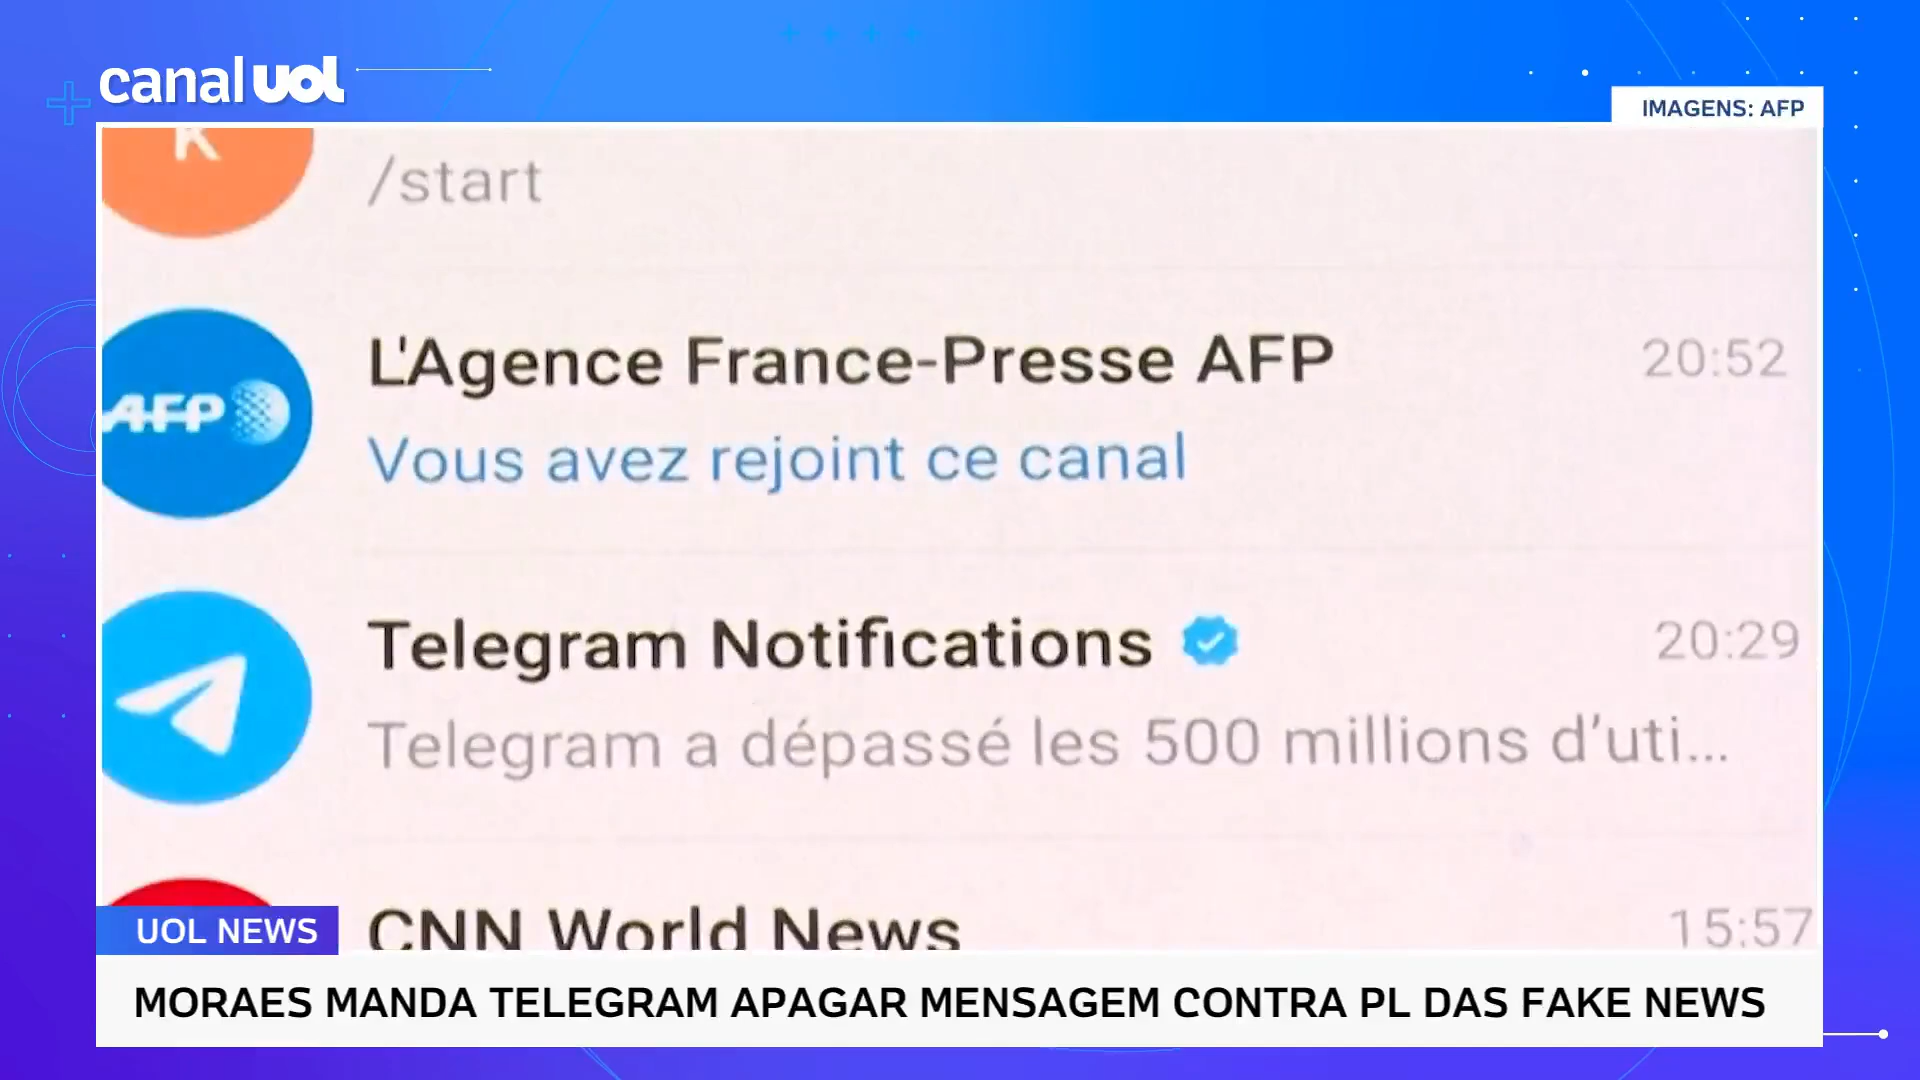 canal uol
IMAGENS: AFP
K
/start
L'Agence France-Presse AFP
20:52
AFP
Vous avez rejoint ce canal
Telegram Notifications
20:29
Telegram a dépassé les 500 millions d’uti...
CNN World News
15:57
UOL NEWS
MORAES MANDA TELEGRAM APAGAR MENSAGEM CONTRA PL DAS FAKE NEWS